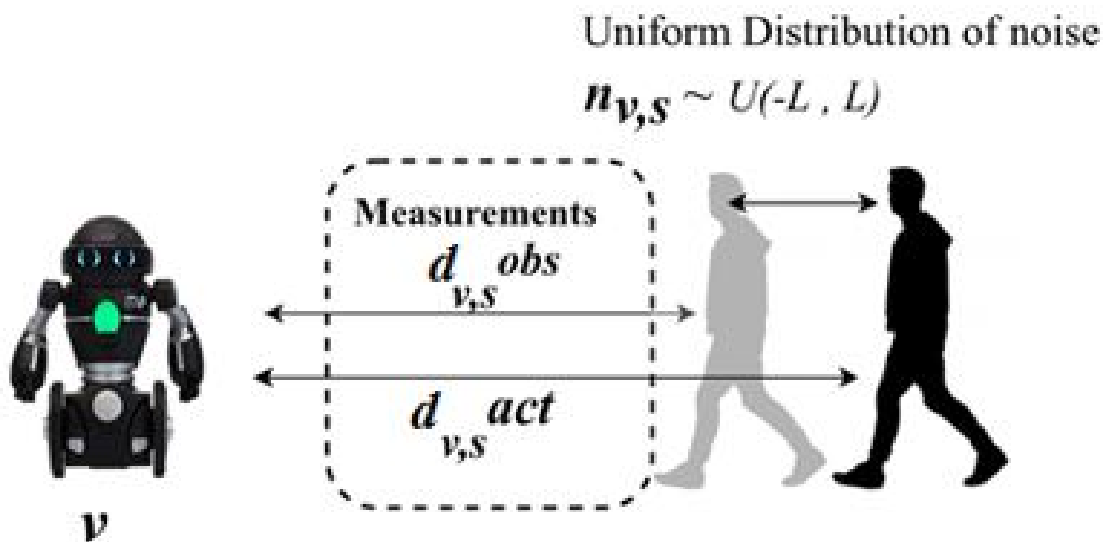 Uniform Distribution of noise
n_{v,s} ~ U(-L , L)
Measurements
d_{v,s} obs
d_{v,s} act
v